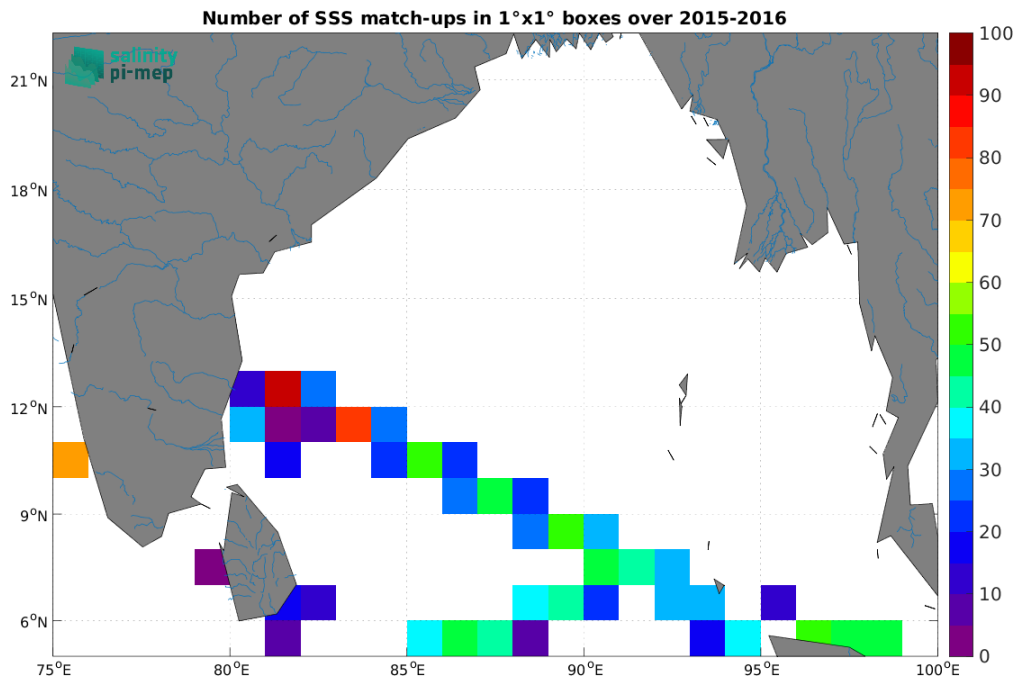 Number of SSS match-ups in 1°x1° boxes over 2015-2016
salinity
pi-mep
21°N
18°N
15°N
12°N
9°N
6°N
75°E 80°E 85°E 90°E 95°E 100°E
100
90
80
70
60
50
40
30
20
10
0